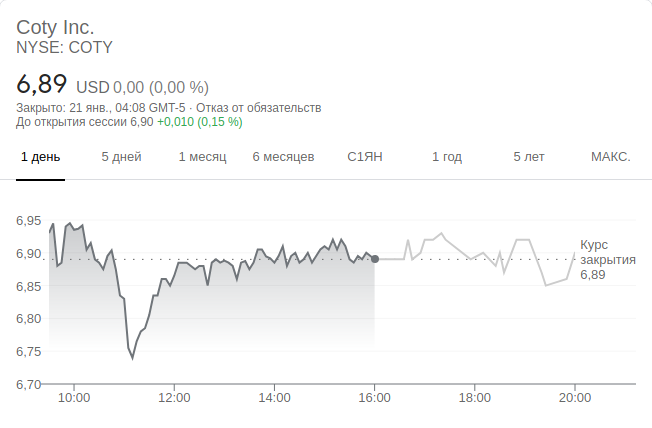 Coty Inc.
NYSE: COTY
6,89 USD 0,00 (0,00 %)
Закрыто: 21 янв., 04:08 GMT-5 · Отказ от обязательств
До открытия сессии 6,90 +0,010 (0,15 %)
1 день 5 дней 1 месяц 6 месяцев С1ЯН 1 год 5 лет МАКС.
6,95
6,90
6,85
6,80
6,75
6,70
Курс
закрытия
6,89
10:00 12:00 14:00 16:00 18:00 20:00